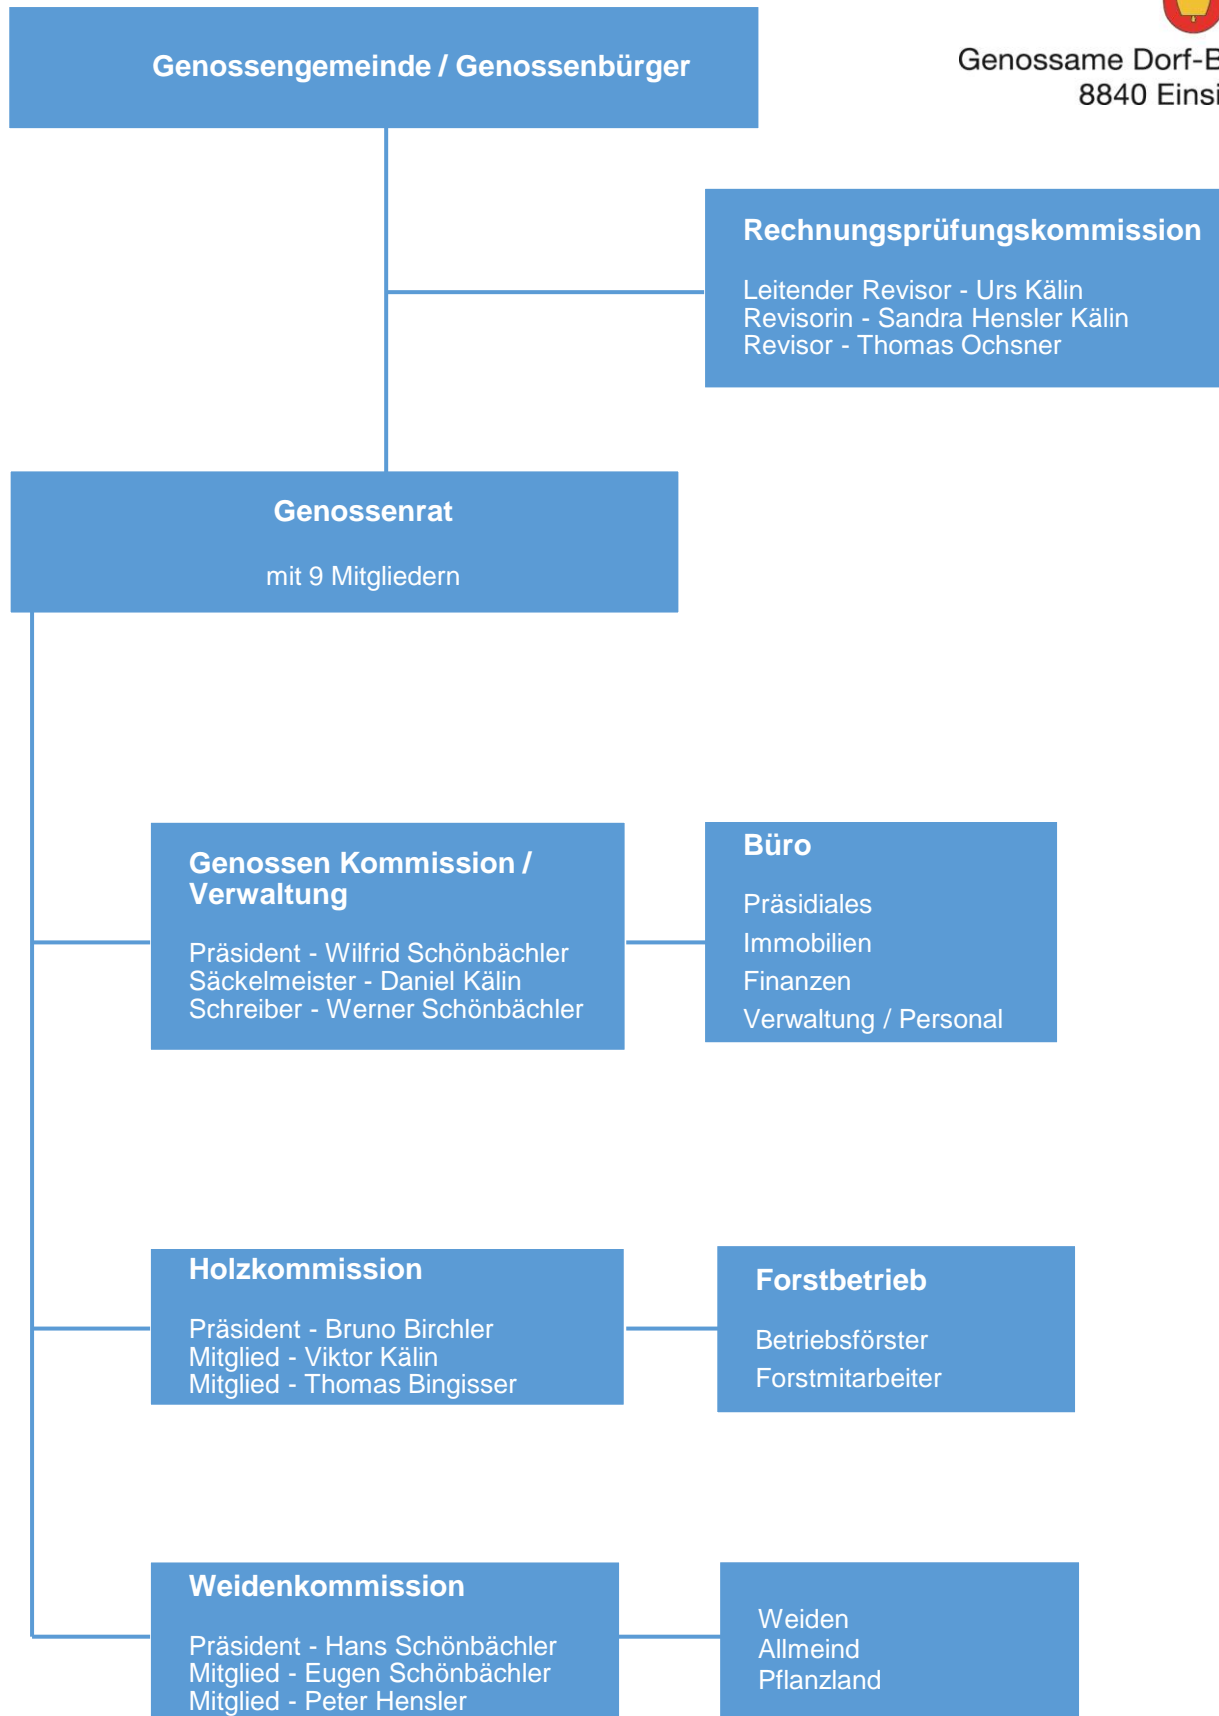 Genossengemeinde / Genossenbürger
Genossame Dorf-B
8840 Einsi
Rechnungsprüfungskommission
Leitender Revisor - Urs Kälin
Revisorin - Sandra Hensler Kälin
Revisor - Thomas Ochsner
Genossenrat
mit 9 Mitgliedern
Genossen Kommission /
Verwaltung
Präsident - Wilfrid Schönbächler
Säckelmeister - Daniel Kälin
Schreiber - Werner Schönbächler
Büro
Präsidiales
Immobilien
Finanzen
Verwaltung / Personal
Holzkommission
Präsident - Bruno Birchler
Mitglied - Viktor Kälin
Mitglied - Thomas Bingisser
Forstbetrieb
Betriebsförster
Forstmitarbeiter
Weidenkommission
Präsident - Hans Schönbächler
Mitglied - Eugen Schönbächler
Mitglied - Peter Hensler
Weiden
Allmeind
Pflanzland